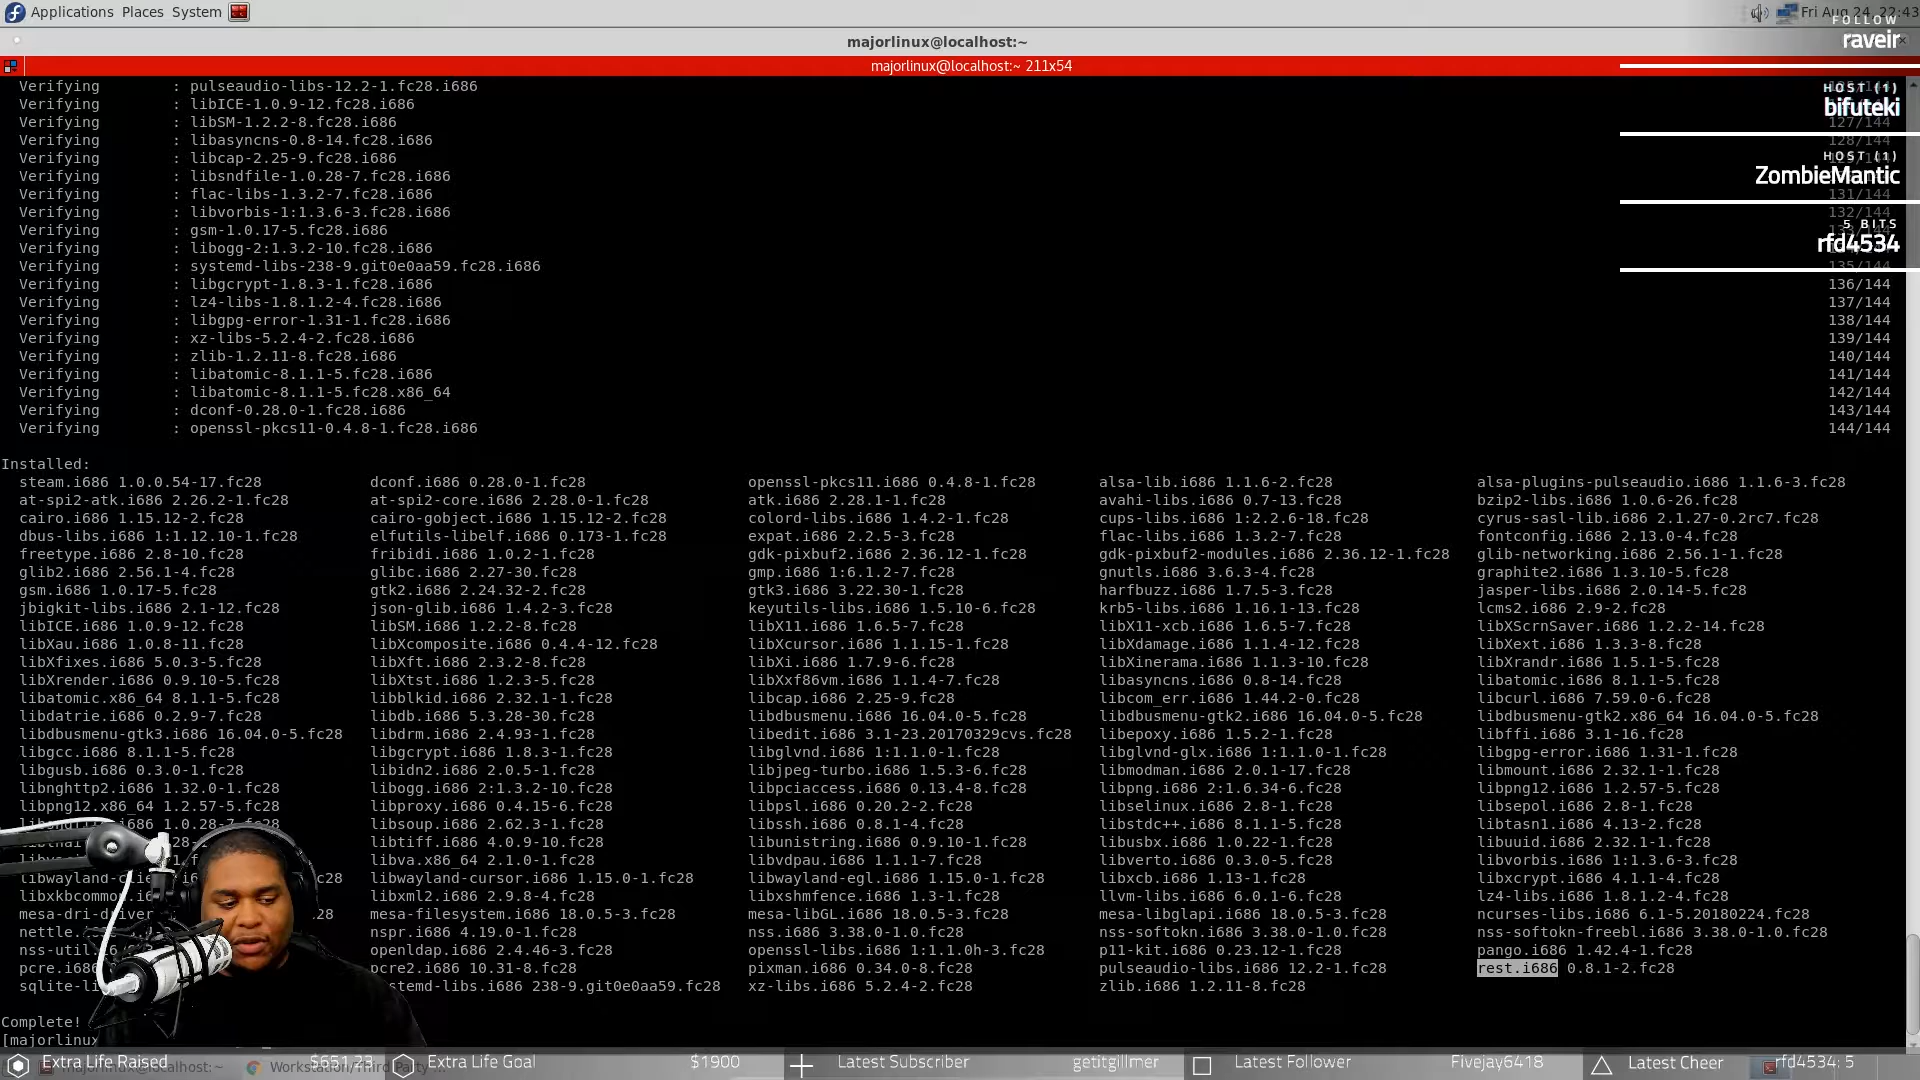 Applications Places System
Fri Aug 24, 22:43
FOLLOW
raveir
majorlinux@localhost:~
majorlinux@localhost:~ 211x54
HOST (1)
bifuteki
HOST (1)
ZombieMantic
5 BITS
rfd4534
Verifying : pulseaudio-libs-12.2-1.fc28.i686
Verifying : libICE-1.0.9-12.fc28.i686
Verifying : libSM-1.2.2-8.fc28.i686 127/144
Verifying : libasyncns-0.8-14.fc28.i686 128/144
Verifying : libcap-2.25-9.fc28.i686
Verifying : libsndfile-1.0.28-7.fc28.i686
Verifying : flac-libs-1.3.2-7.fc28.i686 131/144
Verifying : libvorbis-1:1.3.6-3.fc28.i686 132/144
Verifying : gsm-1.0.17-5.fc28.i686
Verifying : libogg-2:1.3.2-10.fc28.i686
Verifying : systemd-libs-238-9.git0e0aa59.fc28.i686 135/144
Verifying : libgcrypt-1.8.3-1.fc28.i686 136/144
Verifying : lz4-libs-1.8.1.2-4.fc28.i686 137/144
Verifying : libgpg-error-1.31-1.fc28.i686 138/144
Verifying : xz-libs-5.2.4-2.fc28.i686 139/144
Verifying : zlib-1.2.11-8.fc28.i686 140/144
Verifying : libatomic-8.1.1-5.fc28.i686 141/144
Verifying : libatomic-8.1.1-5.fc28.x86_64 142/144
Verifying : dconf-0.28.0-1.fc28.i686 143/144
Verifying : openssl-pkcs11-0.4.8-1.fc28.i686 144/144
Installed:
steam.i686 1.0.0.54-17.fc28 dconf.i686 0.28.0-1.fc28 openssl-pkcs11.i686 0.4.8-1.fc28 alsa-lib.i686 1.1.6-2.fc28 alsa-plugins-pulseaudio.i686 1.1.6-3.fc28
at-spi2-atk.i686 2.26.2-1.fc28 at-spi2-core.i686 2.28.0-1.fc28 atk.i686 2.28.1-1.fc28 avahi-libs.i686 0.7-13.fc28 bzip2-libs.i686 1.0.6-26.fc28
cairo.i686 1.15.12-2.fc28 cairo-gobject.i686 1.15.12-2.fc28 colord-libs.i686 1.4.2-1.fc28 cups-libs.i686 1:2.2.6-18.fc28 cyrus-sasl-lib.i686 2.1.27-0.2rc7.fc28
dbus-libs.i686 1:1.12.10-1.fc28 elfutils-libelf.i686 0.173-1.fc28 expat.i686 2.2.5-3.fc28 flac-libs.i686 1.3.2-7.fc28 fontconfig.i686 2.13.0-4.fc28
freetype.i686 2.8-10.fc28 fribidi.i686 1.0.2-1.fc28 gdk-pixbuf2.i686 2.36.12-1.fc28 gdk-pixbuf2-modules.i686 2.36.12-1.fc28 glib-networking.i686 2.56.1-1.fc28
glib2.i686 2.56.1-4.fc28 glibc.i686 2.27-30.fc28 gmp.i686 1:6.1.2-7.fc28 gnutls.i686 3.6.3-4.fc28 graphite2.i686 1.3.10-5.fc28
gsm.i686 1.0.17-5.fc28 gtk2.i686 2.24.32-2.fc28 gtk3.i686 3.22.30-1.fc28 harfbuzz.i686 1.7.5-3.fc28 jasper-libs.i686 2.0.14-5.fc28
jbigkit-libs.i686 2.1-12.fc28 json-glib.i686 1.4.2-3.fc28 keyutils-libs.i686 1.5.10-6.fc28 krb5-libs.i686 1.16.1-13.fc28 lcms2.i686 2.9-2.fc28
libICE.i686 1.0.9-12.fc28 libSM.i686 1.2.2-8.fc28 libX11.i686 1.6.5-7.fc28 libX11-xcb.i686 1.6.5-7.fc28 libXScrnSaver.i686 1.2.2-14.fc28
libXau.i686 1.0.8-11.fc28 libXcomposite.i686 0.4.4-12.fc28 libXcursor.i686 1.1.15-1.fc28 libXdamage.i686 1.1.4-12.fc28 libXext.i686 1.3.3-8.fc28
libXfixes.i686 5.0.3-5.fc28 libXft.i686 2.3.2-8.fc28 libXi.i686 1.7.9-6.fc28 libXinerama.i686 1.1.3-10.fc28 libXrandr.i686 1.5.1-5.fc28
libXrender.i686 0.9.10-5.fc28 libXtst.i686 1.2.3-5.fc28 libXxf86vm.i686 1.1.4-7.fc28 libasyncns.i686 0.8-14.fc28 libatomic.i686 8.1.1-5.fc28
libatomic.x86_64 8.1.1-5.fc28 libblkid.i686 2.32.1-1.fc28 libcap.i686 2.25-9.fc28 libcom_err.i686 1.44.2-0.fc28 libcurl.i686 7.59.0-6.fc28
libdatrie.i686 0.2.9-7.fc28 libdb.i686 5.3.28-30.fc28 libdbusmenu.i686 16.04.0-5.fc28 libdbusmenu-gtk2.i686 16.04.0-5.fc28 libdbusmenu-gtk2.x86_64 16.04.0-5.fc28
libdbusmenu-gtk3.i686 16.04.0-5.fc28 libdrm.i686 2.4.93-1.fc28 libedit.i686 3.1-23.20170329cvs.fc28 libepoxy.i686 1.5.2-1.fc28 libffi.i686 3.1-16.fc28
libgcc.i686 8.1.1-5.fc28 libgcrypt.i686 1.8.3-1.fc28 libglvnd.i686 1:1.1.0-1.fc28 libglvnd-glx.i686 1:1.1.0-1.fc28 libgpg-error.i686 1.31-1.fc28
libgusb.i686 0.3.0-1.fc28 libidn2.i686 2.0.5-1.fc28 libjpeg-turbo.i686 1.5.3-6.fc28 libmodman.i686 2.0.1-17.fc28 libmount.i686 2.32.1-1.fc28
libnghttp2.i686 1.32.0-1.fc28 libogg.i686 2:1.3.2-10.fc28 libpciaccess.i686 0.13.4-8.fc28 libpng.i686 2:1.6.34-6.fc28 libpng12.i686 1.2.57-5.fc28
libpng12.x86_64 1.2.57-5.fc28 libproxy.i686 0.4.15-6.fc28 libpsl.i686 0.20.2-2.fc28 libselinux.i686 2.8-1.fc28 libsepol.i686 2.8-1.fc28
1.0.28-7.fc28 libsoup.i686 2.62.3-1.fc28 libssh.i686 0.8.1-4.fc28 libstdc++.i686 8.1.1-5.fc28 libtasn1.i686 4.13-2.fc28
libtiff.i686 4.0.9-10.fc28 libunistring.i686 0.9.10-1.fc28 libusbx.i686 1.0.22-1.fc28 libuuid.i686 2.32.1-1.fc28
libva.x86_64 2.1.0-1.fc28 libvdpau.i686 1.1.1-7.fc28 libverto.i686 0.3.0-5.fc28 libvorbis.i686 1:1.3.6-3.fc28
libwayland-cursor.i686 1.15.0-1.fc28 libwayland-egl.i686 1.15.0-1.fc28 libxcb.i686 1.13-1.fc28 libxcrypt.i686 4.1.1-4.fc28
libxkbcommon.i6 libxml2.i686 2.9.8-4.fc28 libxshmfence.i686 1.3-1.fc28 llvm-libs.i686 6.0.1-6.fc28 lz4-libs.i686 1.8.1.2-4.fc28
mesa-dri-driver 28 mesa-filesystem.i686 18.0.5-3.fc28 mesa-libGL.i686 18.0.5-3.fc28 mesa-libglapi.i686 18.0.5-3.fc28 ncurses-libs.i686 6.1-5.20180224.fc28
nettle. nspr.i686 4.19.0-1.fc28 nss.i686 3.38.0-1.0.fc28 nss-softokn.i686 3.38.0-1.0.fc28 nss-softokn-freebl.i686 3.38.0-1.0.fc28
nss-util. openldap.i686 2.4.46-3.fc28 openssl-libs.i686 1:1.1.0h-3.fc28 p11-kit.i686 0.23.12-1.fc28 pango.i686 1.42.4-1.fc28
pcre.i6 pcre2.i686 10.31-8.fc28 pixman.i686 0.34.0-8.fc28 pulseaudio-libs.i686 12.2-1.fc28 rest.i686 0.8.1-2.fc28
sqlite-li stemd-libs.i686 238-9.git0e0aa59.fc28 xz-libs.i686 5.2.4-2.fc28 zlib.i686 1.2.11-8.fc28
Complete!
[majorlinux
Extra Life Raised $651.23 Extra Life Goal $1900 Latest Subscriber getitgillmer Latest Follower Fivejay6418 Latest Cheer rfd4534: 5
majorlinux@localhost:~ Workstation/Third Party